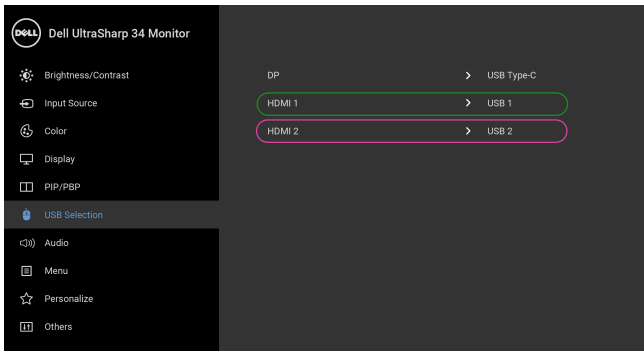 DELL Dell UltraSharp 34 Monitor
Brightness/Contrast
DP > USB Type-C
Input Source
HDMI 1 > USB 1
Color
HDMI 2 > USB 2
Display
PIP/PBP
USB Selection
Audio
Menu
Personalize
Others